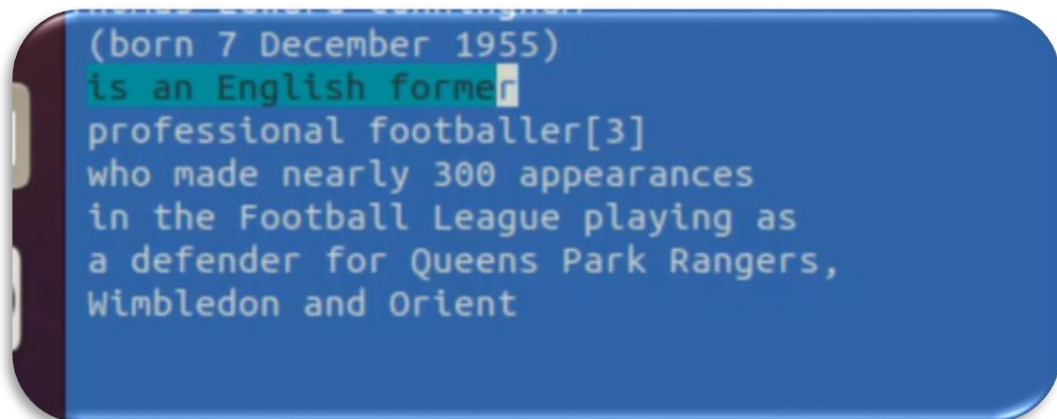 (born 7 December 1955)
is an English former
professional footballer[3]
who made nearly 300 appearances
in the Football League playing as
a defender for Queens Park Rangers,
Wimbledon and Orient